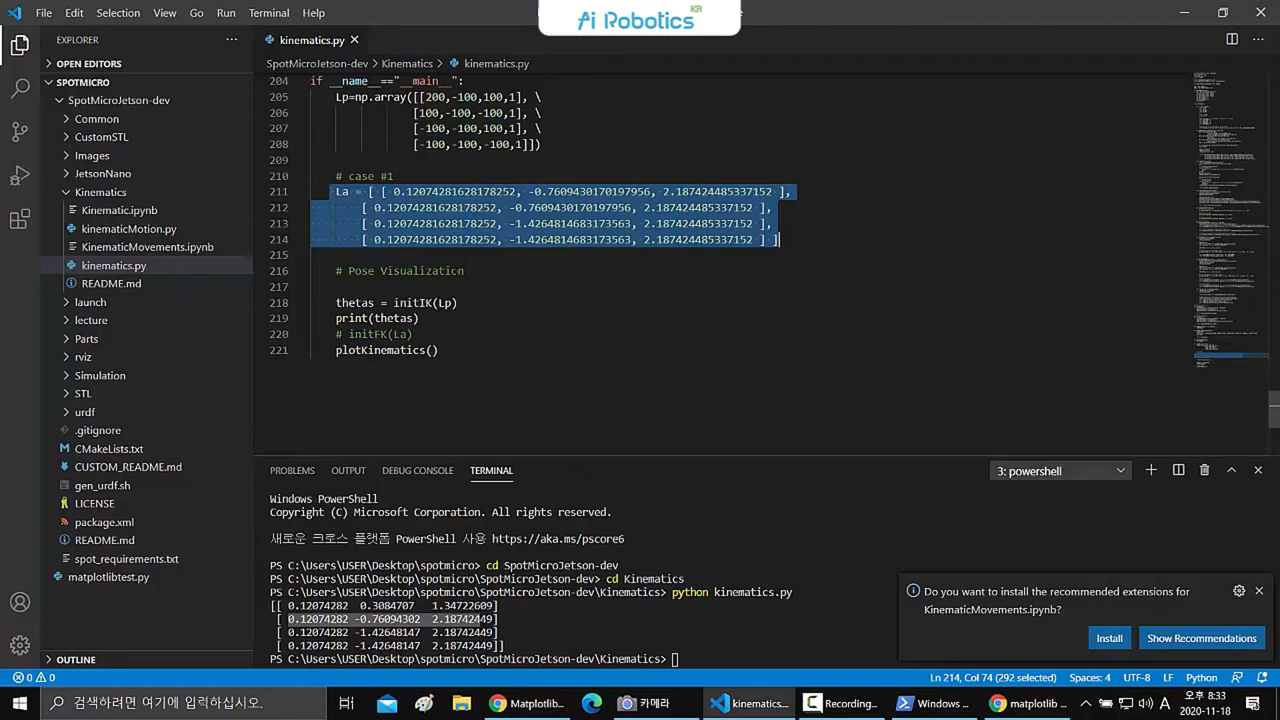 File Edit Selection View Go Run Terminal Help
Ai Robotics KR
EXPLORER
kinematics.py
OPEN EDITORS
SpotMicroJetson-dev > Kinematics > kinematics.py
SPOTMICRO
SpotMicroJetson-dev
Common
CustomSTL
Images
JetsonNano
Kinematics
Kinematic.ipynb
KinematicMotion.py
KinematicMovements.ipynb
kinematics.py
README.md
launch
lecture
Parts
rviz
Simulation
STL
urdf
.gitignore
CMakeLists.txt
CUSTOM_README.md
gen_urdf.sh
LICENSE
package.xml
README.md
spot_requirements.txt
matplotlibtest.py
OUTLINE
204 if __name__=="__main__":
205 Lp=np.array([[200,-100,100,1], \
206 [100,-100,-100,1], \
207 [-100,-100,100,1], \
208 [-100,-100,-100,1]])
209
210 # case #1
211 La = [ [ 0.12074281628178252, -0.7609430170197956, 2.187424485337152 ],
212 [ 0.12074281628178252, -0.7609430170197956, 2.187424485337152 ],
213 [ 0.12074281628178252, 2.187424485337152 ],
214 [ 0.12074281628178252, 2.187424485337152 ] ]
215
216 # Pose Visualization
217
218 thetas = initIK(Lp)
219 print(thetas)
220 # initFK(La)
221 plotKinematics()
PROBLEMS OUTPUT DEBUG CONSOLE TERMINAL
3: powershell
Windows PowerShell
Copyright (C) Microsoft Corporation. All rights reserved.
새로운 크로스 플랫폼 PowerShell 사용 https://aka.ms/pscore6
PS C:\Users\USER\Desktop\spotmicro> cd SpotMicroJetson-dev
PS C:\Users\USER\Desktop\spotmicro\SpotMicroJetson-dev> cd Kinematics
PS C:\Users\USER\Desktop\spotmicro\SpotMicroJetson-dev\Kinematics> python kinematics.py
[[ 0.12074282 0.3084707 1.34722609]
[ 0.12074282 -0.76094302 2.18742449]
[ 0.12074282 -1.42648147 2.18742449]
[ 0.12074282 -1.42648147 2.18742449]]
PS C:\Users\USER\Desktop\spotmicro\SpotMicroJetson-dev\Kinematics>
Do you want to install the recommended extensions for
KinematicMovements.ipynb?
Install Show Recommendations
0 0
Ln 214, Col 74 (292 selected) Spaces: 4 UTF-8 LF Python
검색하려면 여기에 입력하십시오.
Matplotlib...
카메라
kinematics...
Recording...
Windows ...
matplotlib ...
오후 8:33
2020-11-18